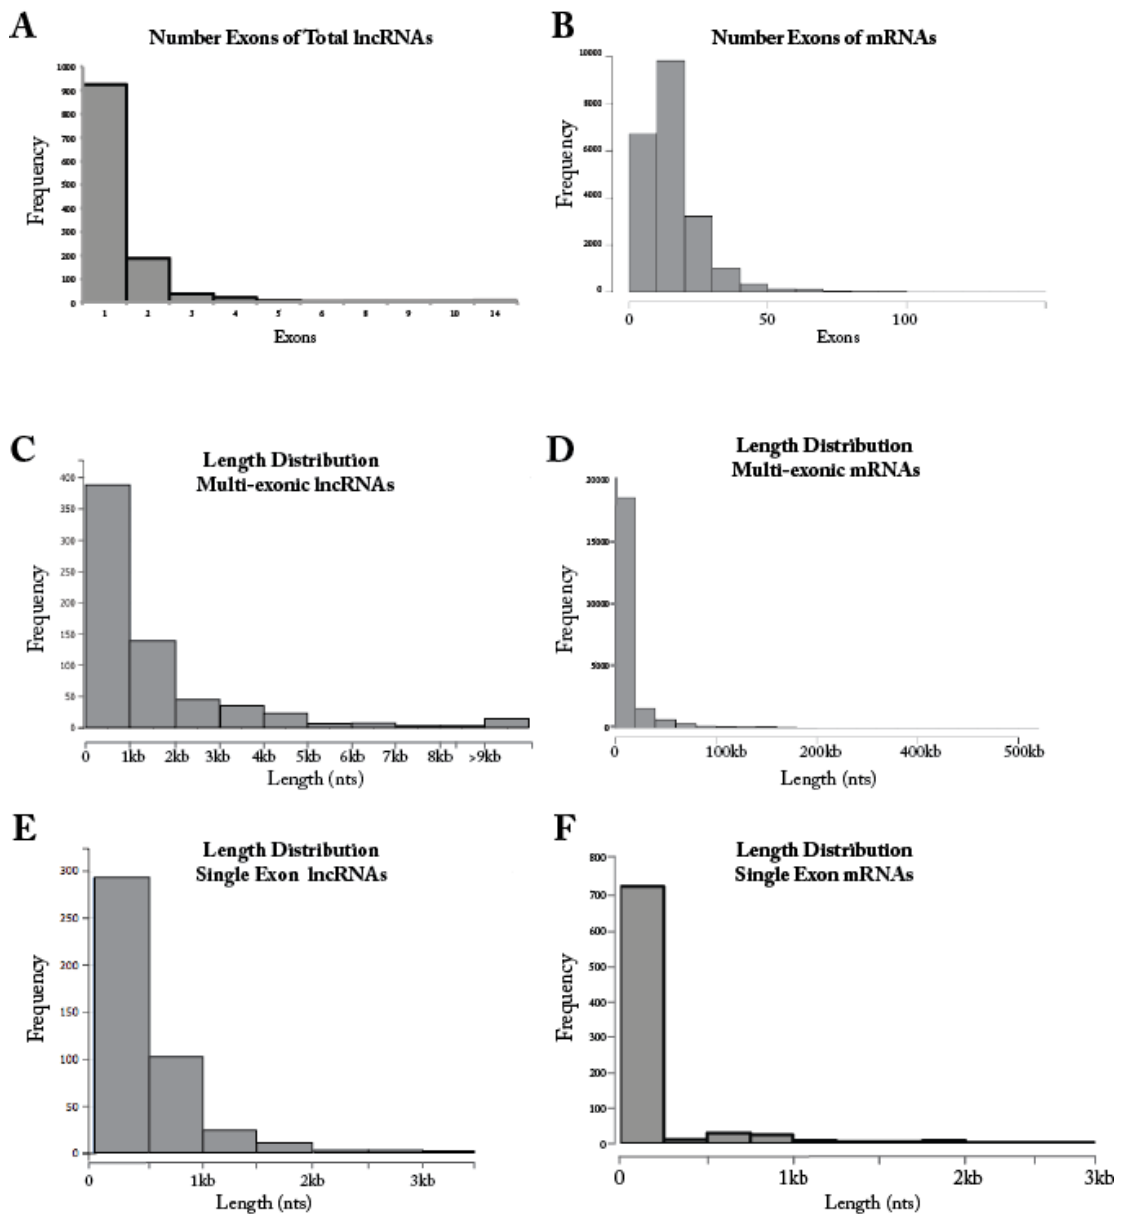 A
Number Exons of Total lncRNAs
1000
900
800
700
600
500
400
300
200
100
0
Frequency
1 2 3 4 5 6 8 9 10 14
Exons
B
Number Exons of mRNAs
10000
8000
6000
4000
2000
0
Frequency
0 50 100
Exons
C
Length Distribution
Multi-exonic lncRNAs
400
350
300
250
200
150
100
50
0
Frequency
0 1kb 2kb 3kb 4kb 5kb 6kb 7kb 8kb >9kb
Length (nts)
D
Length Distribution
Multi-exonic mRNAs
20000
15000
10000
5000
0
Frequency
0 100kb 200kb 400kb 500kb
Length (nts)
E
Length Distribution
Single Exon lncRNAs
300
250
200
150
100
50
0
Frequency
0 1kb 2kb 3kb
Length (nts)
F
Length Distribution
Single Exon mRNAs
800
700
600
500
400
300
200
100
0
Frequency
0 1kb 2kb 3kb
Length (nts)